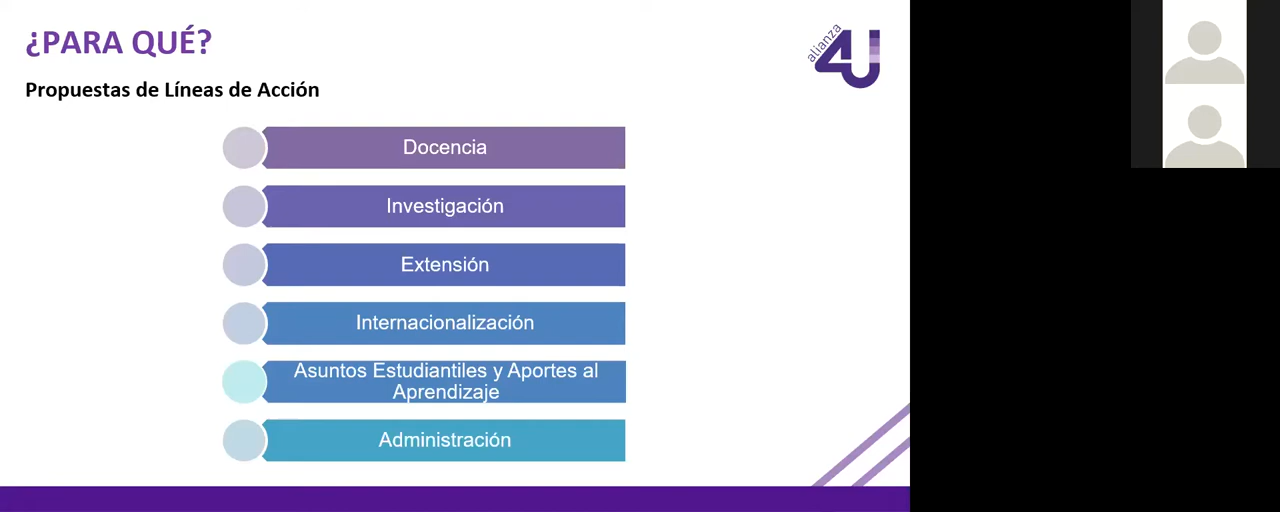 ¿PARA QUÉ?
alianza
4U
Propuestas de Líneas de Acción
Docencia
Investigación
Extensión
Internacionalización
Asuntos Estudiantiles y Aportes al
Aprendizaje
Administración